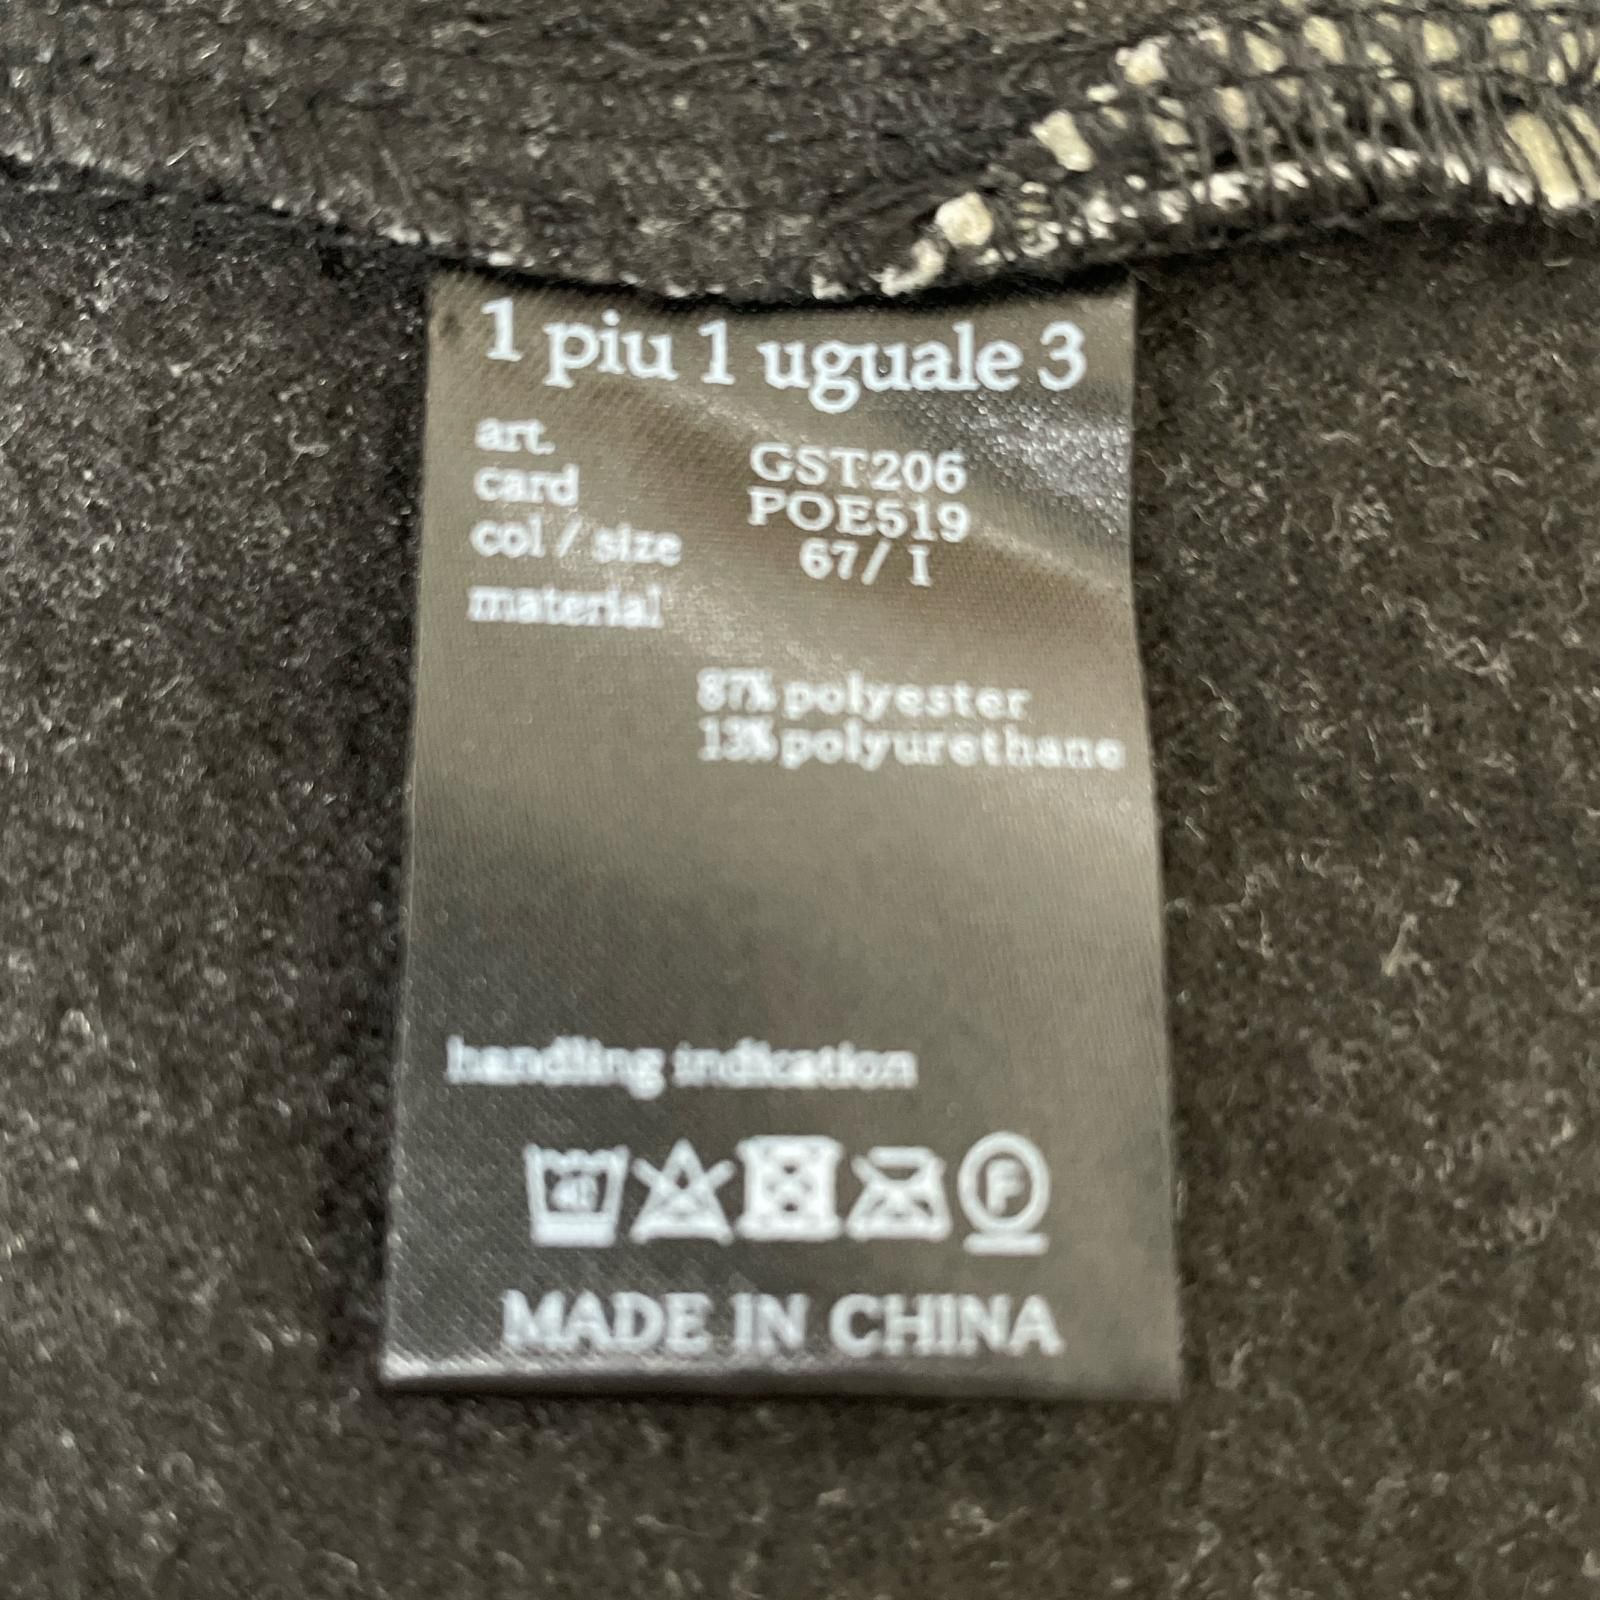 1 piu 1 uguale 3
art. GST206
card POE519
col / size 67/ I
material
87% polyester
13% polyurethane
handling indication
40
F
MADE IN CHINA